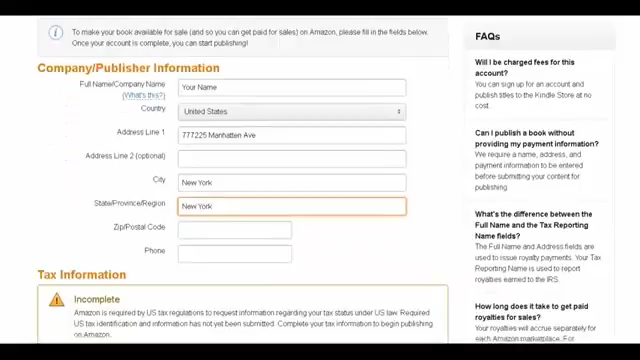 To make your book available for sale (and so you can get paid for sales) on Amazon, please fill in the fields below.
Once your account is complete, you can start publishing!
Company/Publisher Information
Full Name/Company Name
(What's this?)
Your Name
Country
United States
Address Line 1
777225 Manhatten Ave
Address Line 2 (optional)
City
New York
State/Province/Region
New York
Zip/Postal Code
Phone
Tax Information
Incomplete
Amazon is required by US tax regulations to request information regarding your tax status under US law. Required
US tax identification and information has not yet been submitted. Complete your tax information to begin publishing
on Amazon.
FAQs
Will I be charged fees for this
account?
You can sign up for an account and
publish titles to the Kindle Store at no
cost.
Can I publish a book without
providing my payment information?
We require a name, address, and
payment information to be entered
before submitting your content for
publishing
What's the difference between the
Full Name and the Tax Reporting
Name fields?
The Full Name and Address fields are
used to issue royalty payments. Your Tax
Reporting Name is used to report
royalties earned to the IRS.
How long does it take to get paid
royalties for sales?
Your royalties will accrue separately for
each Amazon marketplace. For